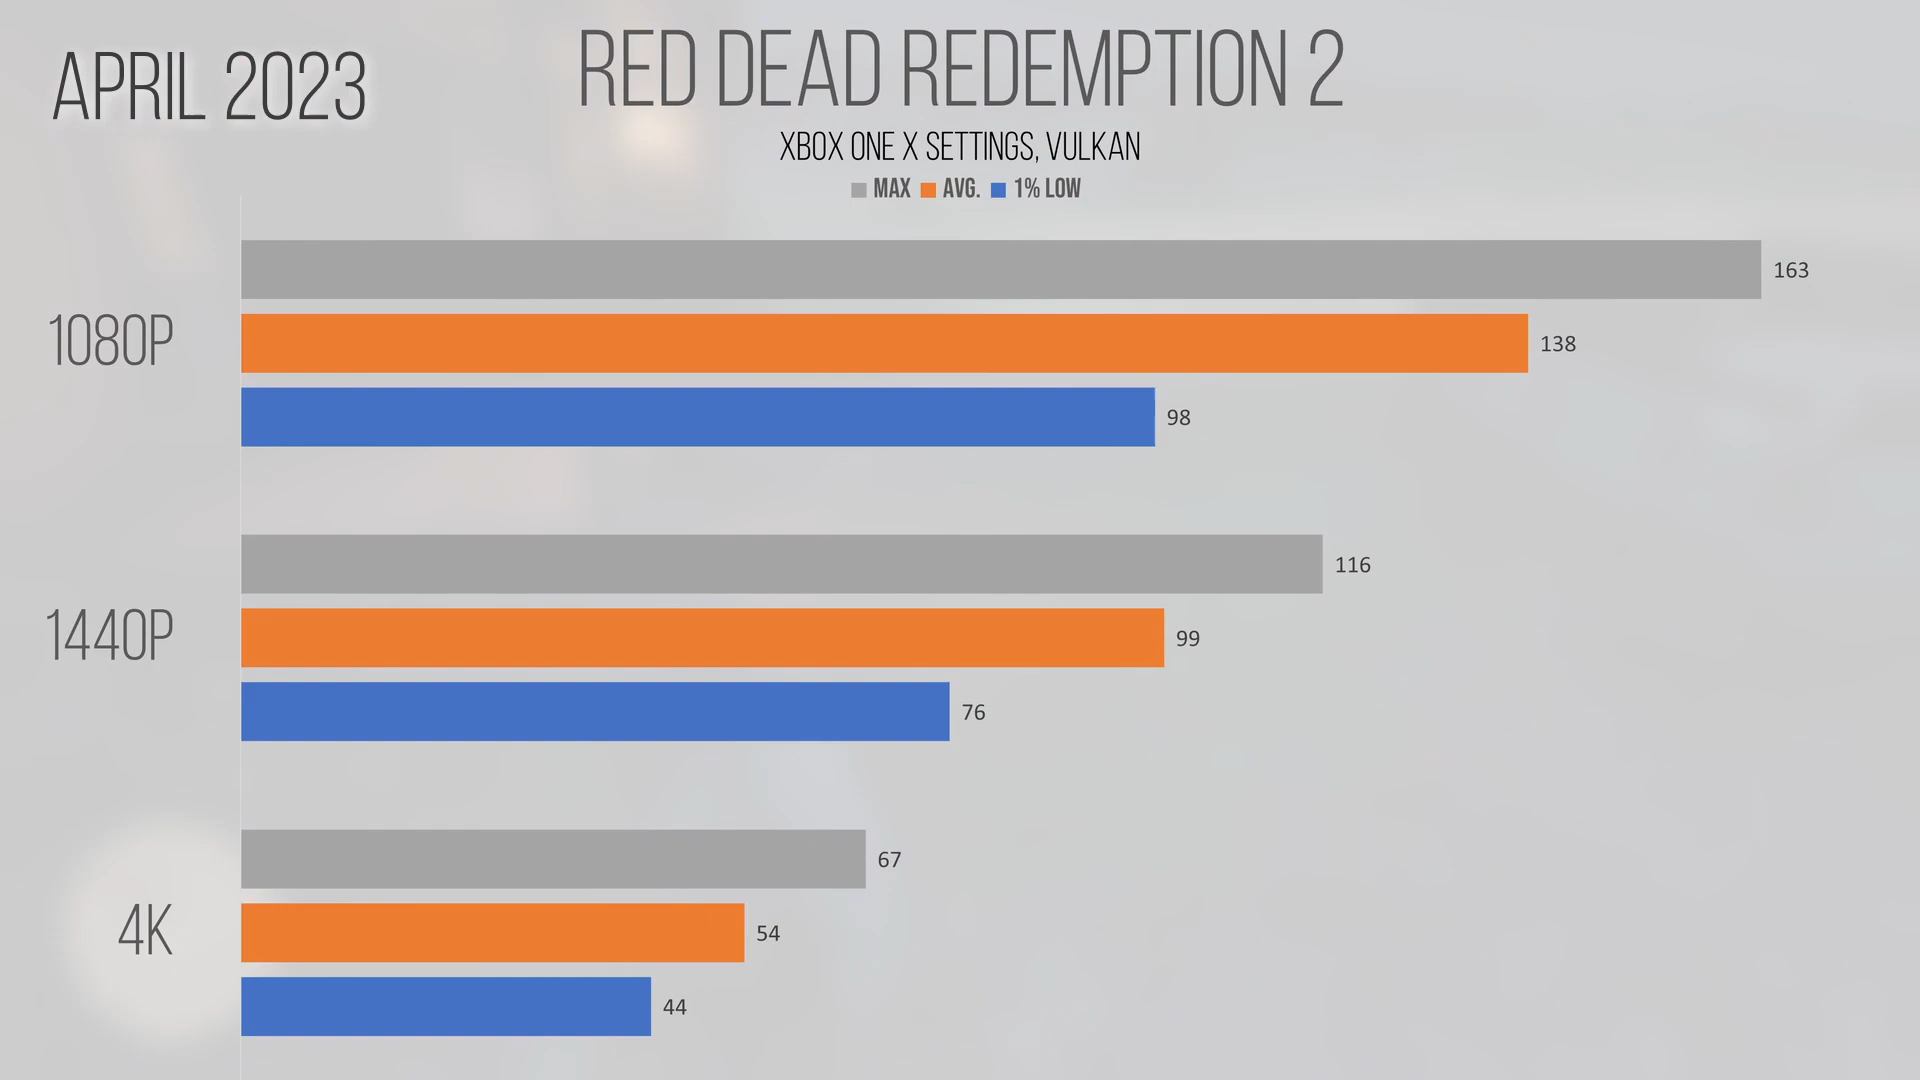 APRIL 2023
RED DEAD REDEMPTION 2
XBOX ONE X SETTINGS, VULKAN
MAX AVG. 1% LOW
1080P
163
138
98
1440P
116
99
76
4K
67
54
44